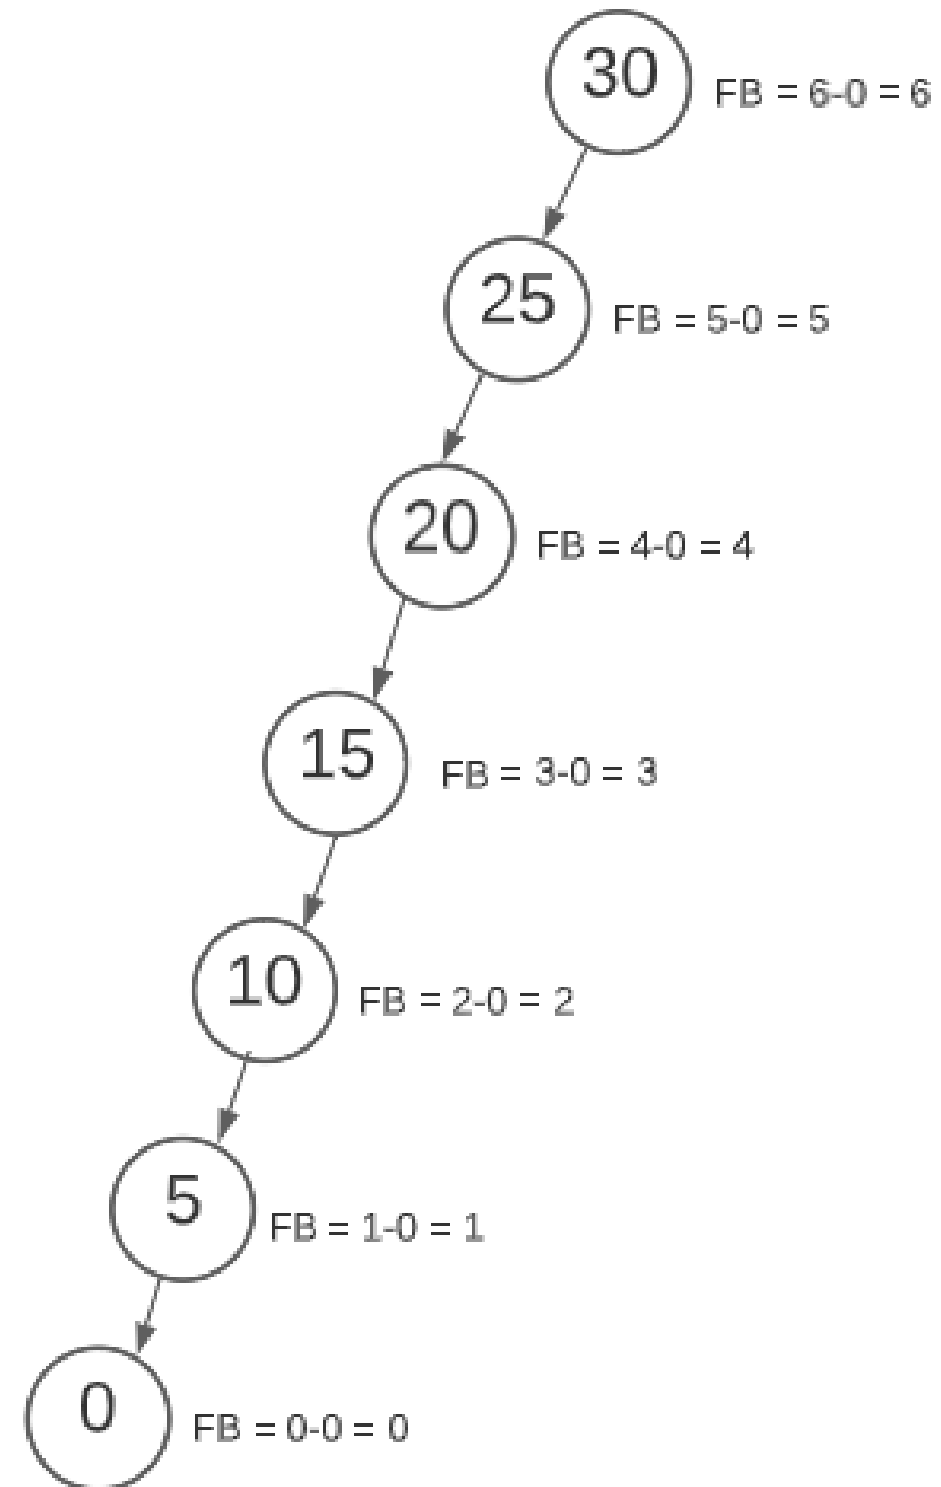 30
FB = 6-0 = 6
25
FB = 5-0 = 5
20
FB = 4-0 = 4
15
FB = 3-0 = 3
10
FB = 2-0 = 2
5
FB = 1-0 = 1
0
FB = 0-0 = 0